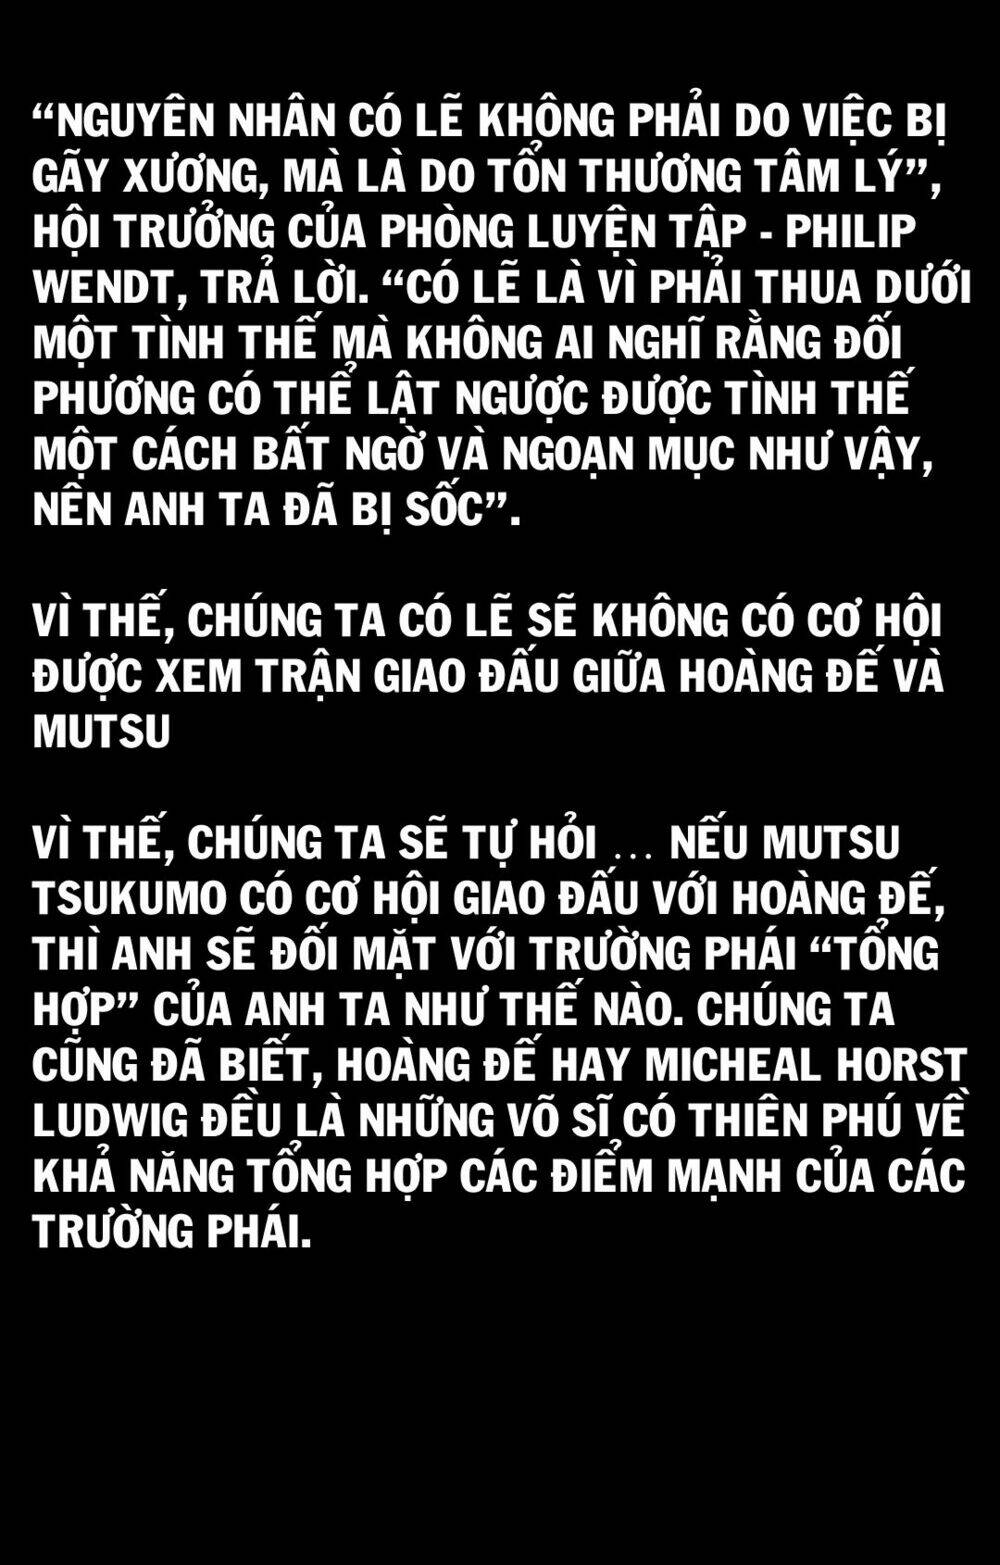 “NGUYÊN NHÂN CÓ LẼ KHÔNG PHẢI DO VIỆC BỊ
GÃY XƯƠNG, MÀ LÀ DO TỔN THƯƠNG TÂM LÝ”,
HỘI TRƯỞNG CỦA PHÒNG LUYỆN TẬP - PHILIP
WENDT, TRẢ LỜI. “CÓ LẼ LÀ VÌ PHẢI THUA DƯỚI
MỘT TÌNH THẾ MÀ KHÔNG AI NGHĨ RẰNG ĐỐI
PHƯƠNG CÓ THỂ LẬT NGƯỢC ĐƯỢC TÌNH THẾ
MỘT CÁCH BẤT NGỜ VÀ NGOẠN MỤC NHƯ VẬY,
NÊN ANH TA ĐÃ BỊ SỐC”.
VÌ THẾ, CHÚNG TA CÓ LẼ SẼ KHÔNG CÓ CƠ HỘI
ĐƯỢC XEM TRẬN GIAO ĐẤU GIỮA HOÀNG ĐẾ VÀ
MUTSU
VÌ THẾ, CHÚNG TA SẼ TỰ HỎI ... NẾU MUTSU
TSUKUMO CÓ CƠ HỘI GIAO ĐẤU VỚI HOÀNG ĐẾ,
THÌ ANH SẼ ĐỐI MẶT VỚI TRƯỜNG PHÁI “TỔNG
HỢP” CỦA ANH TA NHƯ THẾ NÀO. CHÚNG TA
CŨNG ĐÃ BIẾT, HOÀNG ĐẾ HAY MICHEAL HORST
LUDWIG ĐỀU LÀ NHỮNG VÕ SĨ CÓ THIÊN PHÚ VỀ
KHẢ NĂNG TỔNG HỢP CÁC ĐIỂM MẠNH CỦA CÁC
TRƯỜNG PHÁI.